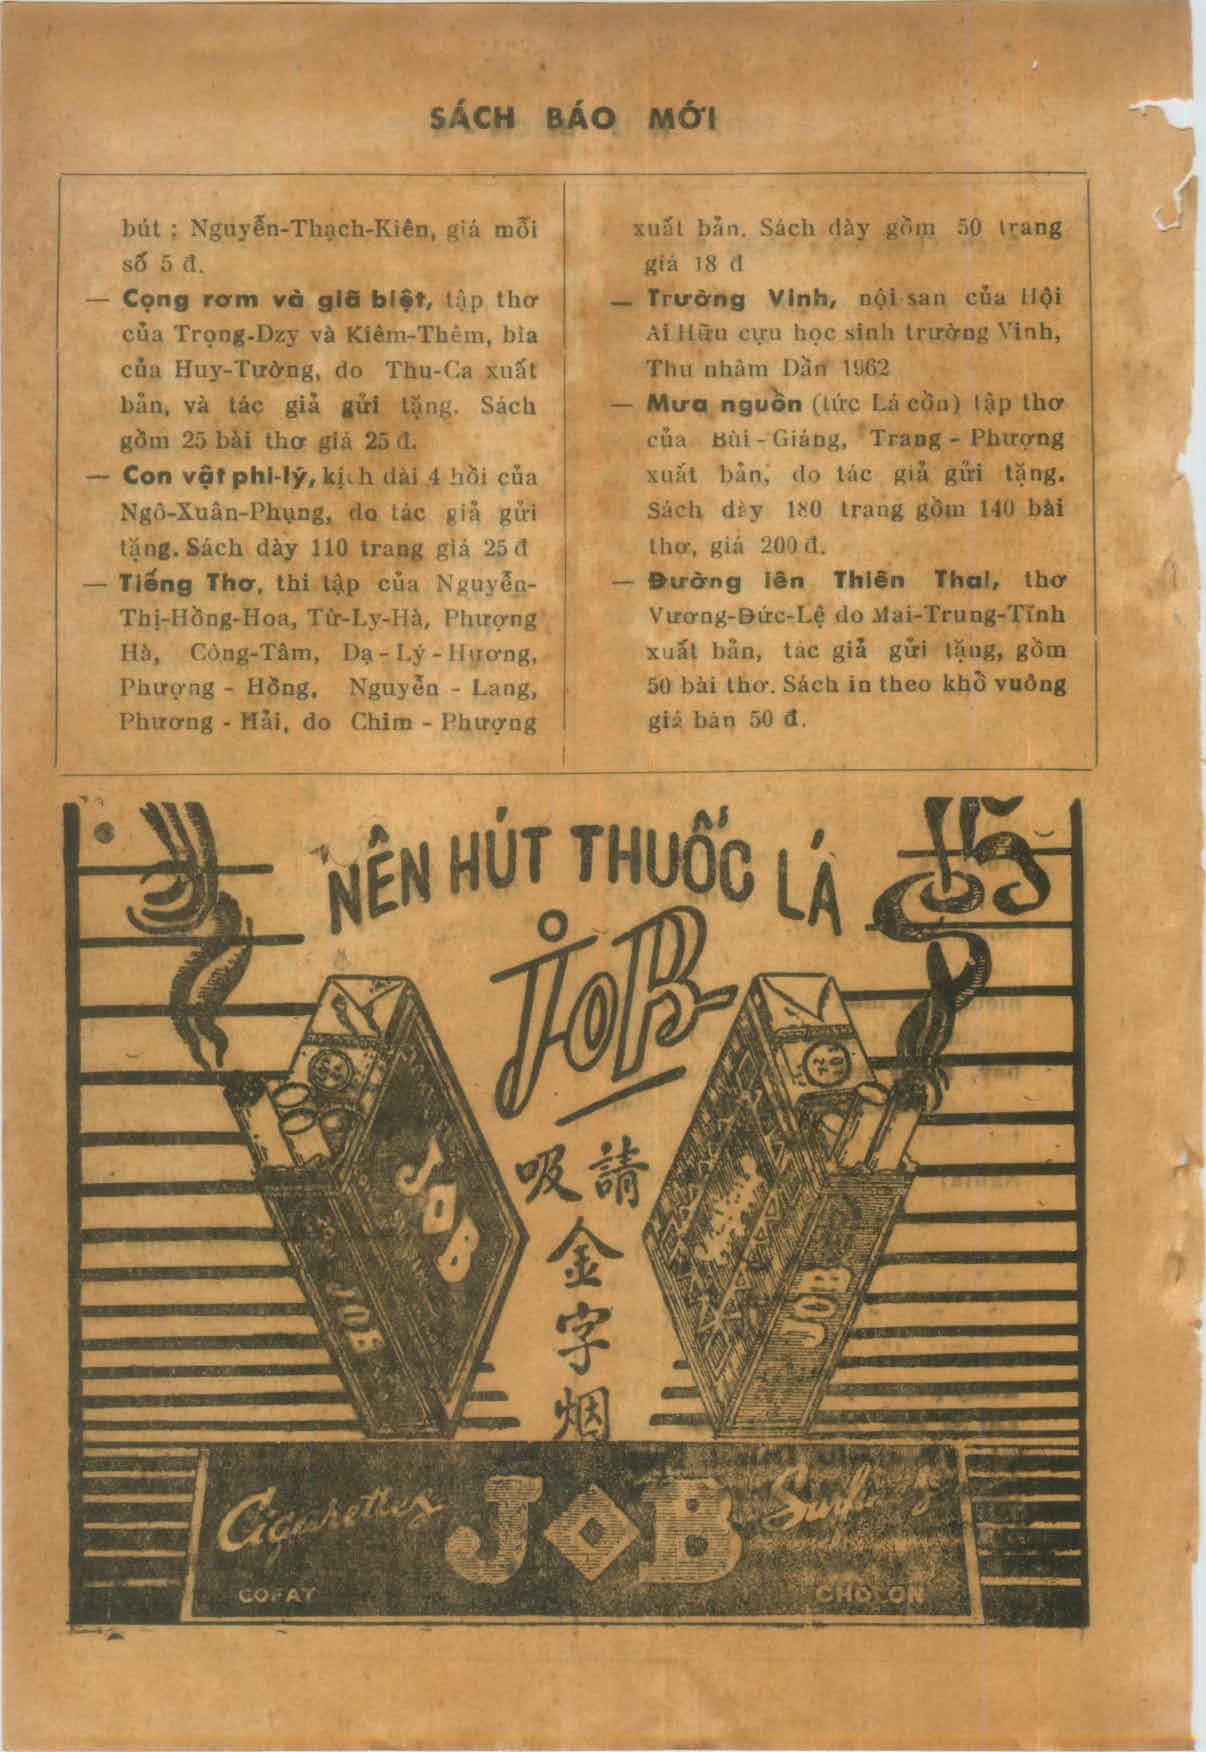 SÁCH BÁO MỚI
bút : Nguyễn-Thạch-Kiên, giá mỗi
số 5 đ.
— Cọng rơm và giã biệt, tập thơ
của Trọng-Dzy và Kiêm-Thêm, bìa
của Huy-Tường, do Thu-Ca xuất
bản, và tác giả gửi tặng. Sách
gồm 25 bài thơ giá 25 đ.
— Con vật phi-lý, kịch dài 4 hồi của
Ngô-Xuân-Phụng, do tác giả gửi
tặng. Sách dày 110 trang giá 25 đ
— Tiếng Thơ, thi tập của Nguyễn-
Thị-Hồng-Hoa, Từ-Ly-Hà, Phượng
Hà, Công-Tâm, Dạ-Lý-Hương,
Phượng - Hồng, Nguyễn - Lang,
Phương - Hải, do Chim - Phượng
xuất bản. Sách dày gồm 50 trang
giá 18 đ
— Trường Vinh, nội san của Hội
Ai Hữu cựu học sinh trường Vinh,
Thu nhâm Dần 1962
— Mưa nguồn (tức Lá cồn) tập thơ
của Bùi-Giáng, Trang - Phượng
xuất bản, do tác giả gửi tặng.
Sách dày 180 trang gồm 140 bài
thơ, giá 200 đ.
— Đường lên Thiên Thai, thơ
Vương-Đức-Lệ do Mai-Trung-Tĩnh
xuất bản, tác giả gửi tặng, gồm
50 bài thơ. Sách in theo khổ vuông
giá bán 50 đ.
NÊN HÚT THUỐC LÁ
JOB
請吸
金
字
烟
JOB
JOB
JOB
Cigarettes JOB
COFAT CHOLON